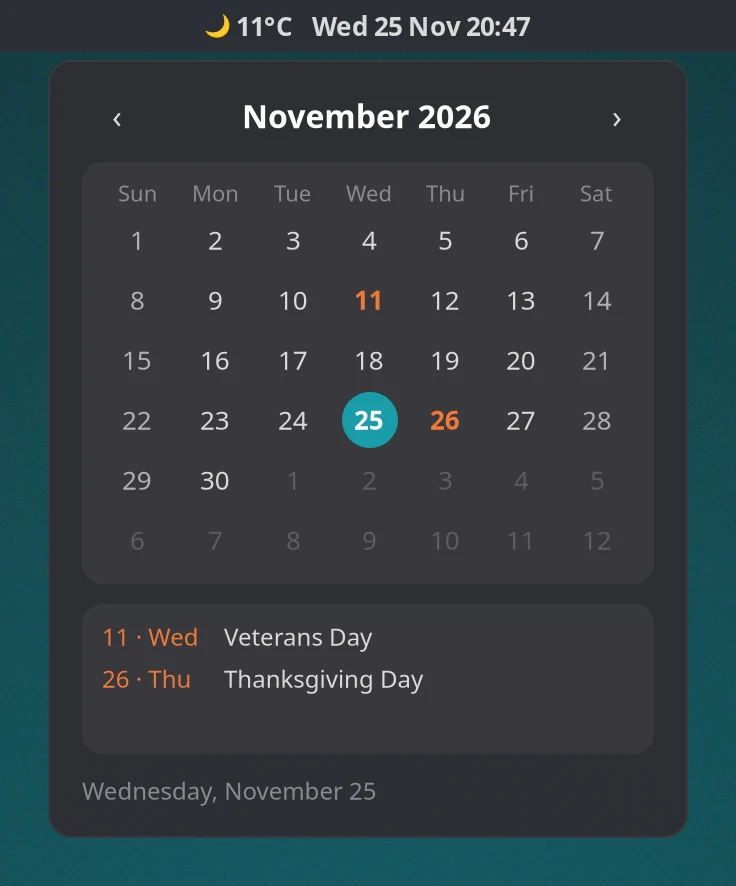 🌙 11°C Wed 25 Nov 20:47
‹ November 2026 ›
Sun Mon Tue Wed Thu Fri Sat
1 2 3 4 5 6 7
8 9 10 11 12 13 14
15 16 17 18 19 20 21
22 23 24 25 26 27 28
29 30 1 2 3 4 5
6 7 8 9 10 11 12
11 · Wed Veterans Day
26 · Thu Thanksgiving Day
Wednesday, November 25